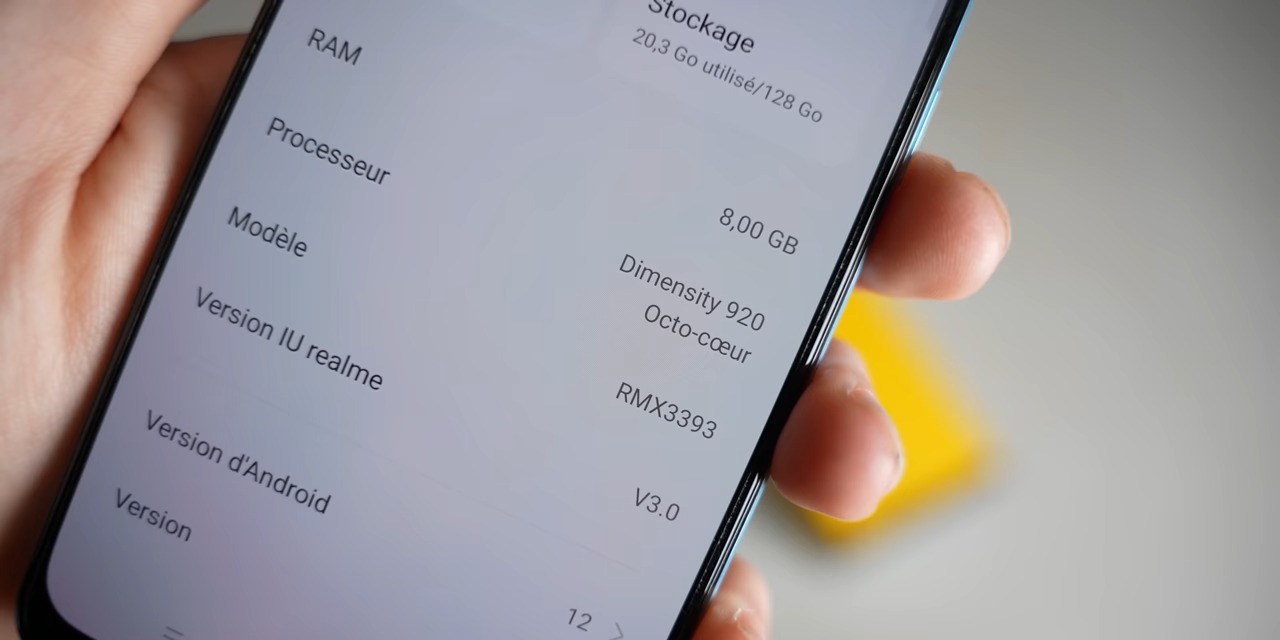 Stockage
20,3 Go utilisé/128 Go
RAM
8,00 GB
Processeur
Dimensity 920
Octo-cœur
Modèle
RMX3393
Version IU realme
V3.0
Version d'Android
12
Version